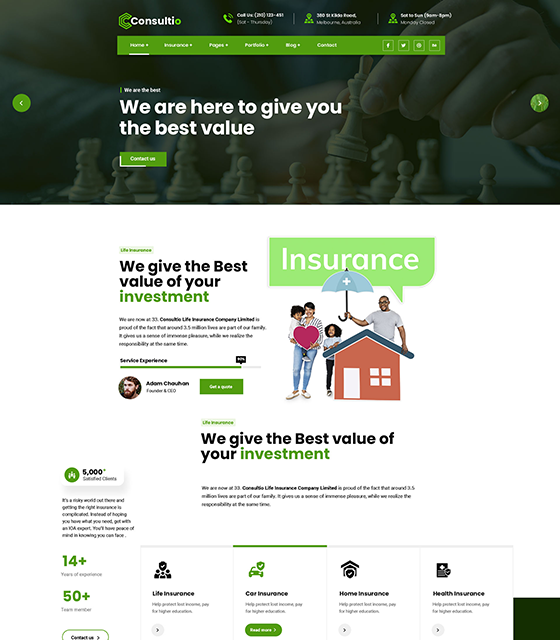 Consultio
Call Us: (210) 123-451
(Sat - Thursday)
380 St Kilda Road,
Melbourne, Australia
Sat to Sun (9am-8pm)
Monday Closed
Home
Insurance
Pages
Portfolio
Blog
Contact
We are the best
We are here to give you
the best value
Contact us
Life Insurance
We give the Best
value of your
investment
We are now at 33. Consultio Life Insurance Company Limited is
proud of the fact that around 3.5 million lives are part of our family.
It gives us a sense of immense pleasure, while we realize the
responsibility at the same time.
Service Experience
90%
Adam Chauhan
Founder & CEO
Get a quote
Insurance
Life Insurance
We give the Best value of
your investment
We are now at 33. Consultio Life Insurance Company Limited is proud of the fact that around 3.5
million lives are part of our family. It gives us a sense of immense pleasure, while we realize the
responsibility at the same time.
5,000+
Satisfied Clients
It's a risky world out there and
getting the right insurance is
complicated. Instead of hoping
you have what you need, get with
an IOA expert. You'll have peace of
mind in knowing you can face .
14+
Years of experience
50+
Team member
Contact us
Life Insurance
Help protect lost income, pay
for higher education.
Car Insurance
Help protect lost income, pay
for higher education.
Read more
Home Insurance
Help protect lost income, pay
for higher education.
Health Insurance
Help protect lost income, pay
for higher education.